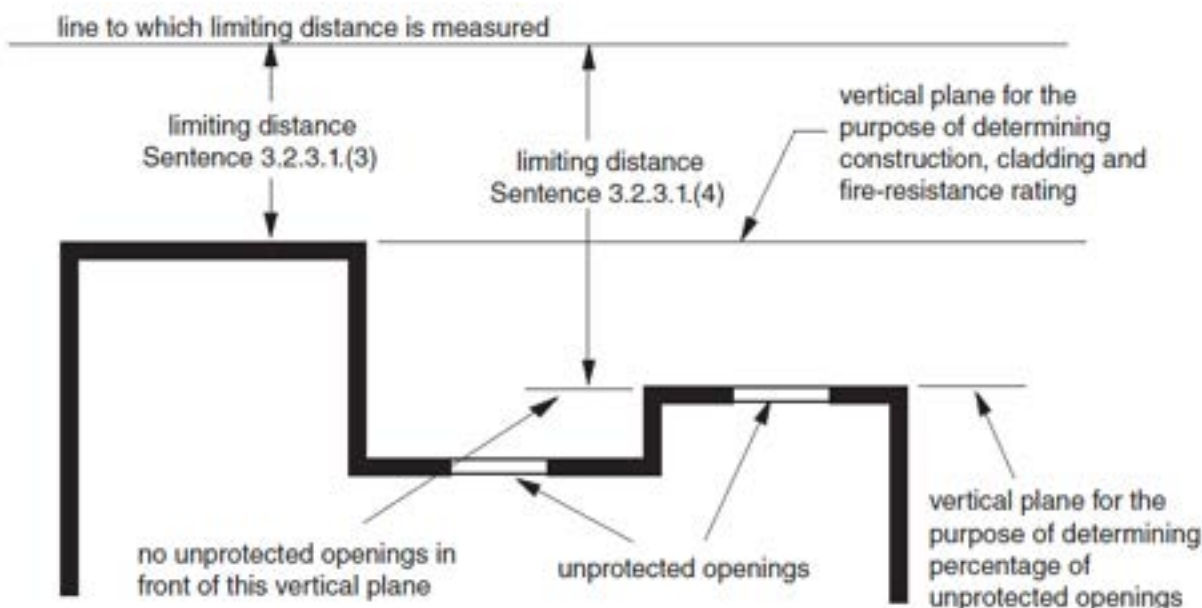 line to which limiting distance is measured
limiting distance
Sentence 3.2.3.1.(3)
limiting distance
Sentence 3.2.3.1.(4)
vertical plane for the
purpose of determining
construction, cladding and
fire-resistance rating
no unprotected openings in
front of this vertical plane
unprotected openings
vertical plane for the
purpose of determining
percentage of
unprotected openings